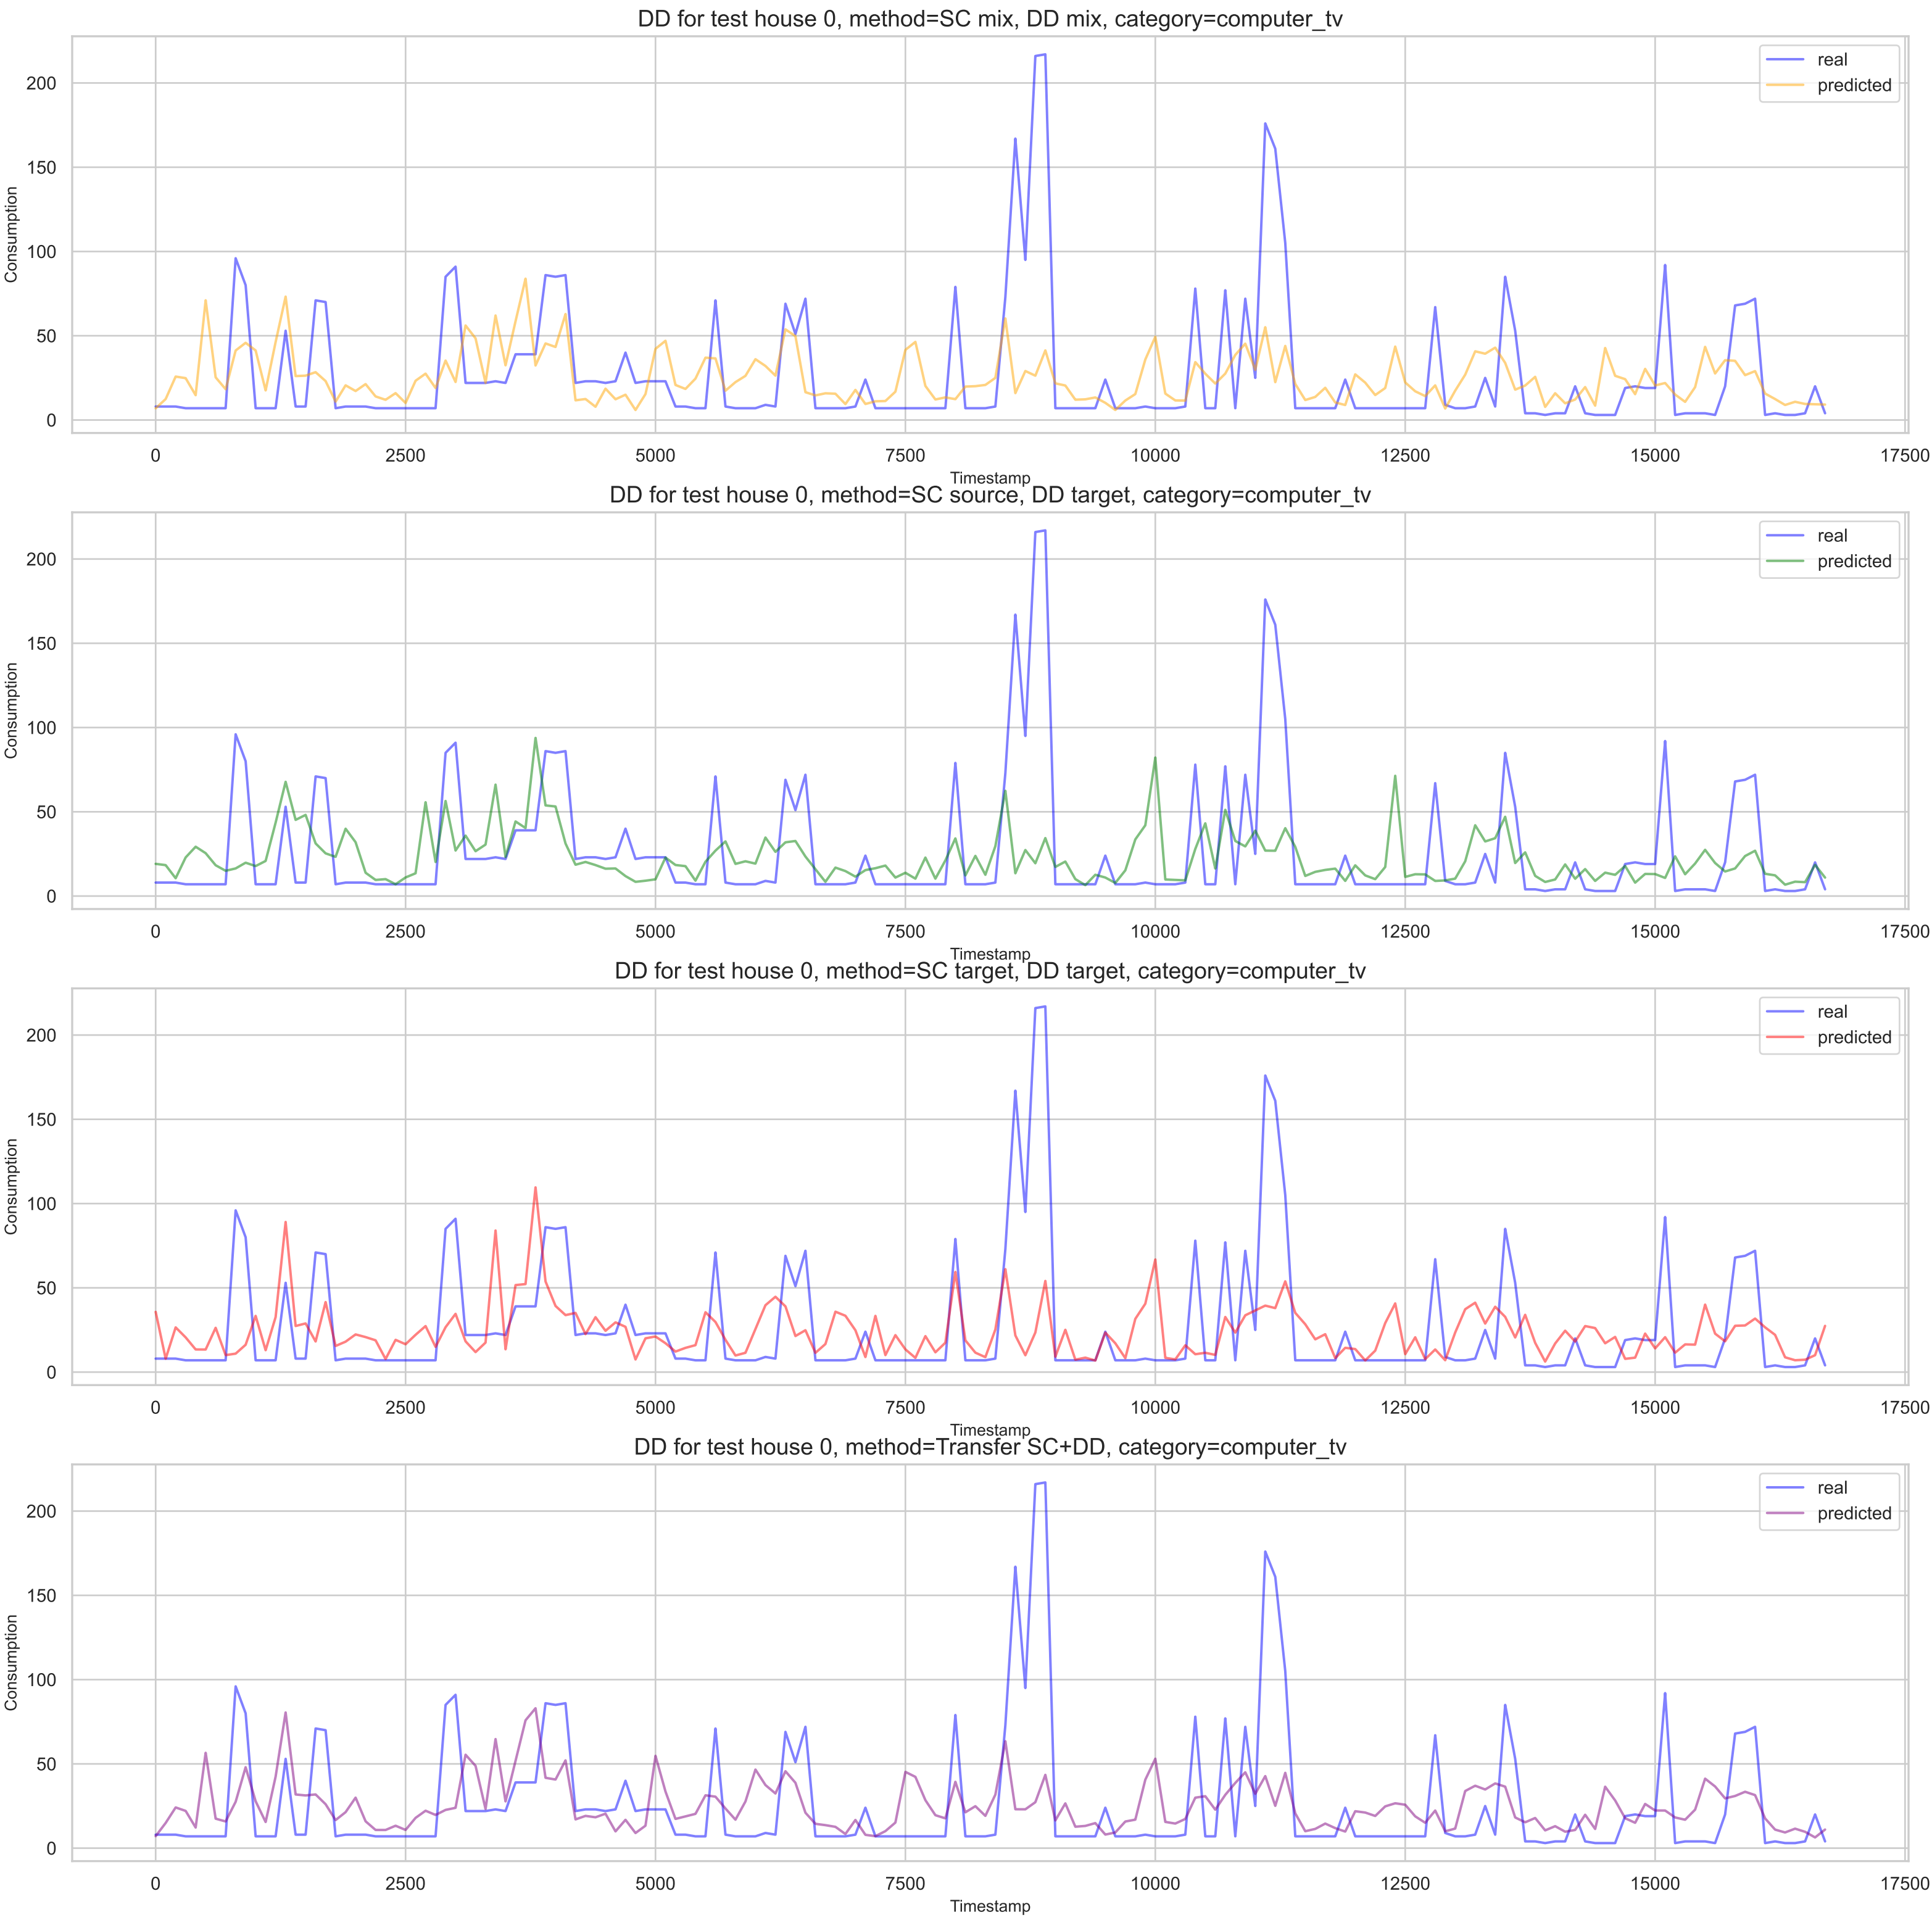 DD for test house 0, method=SC mix, DD mix, category=computer_tv
real
predicted
200
150
100
50
0
Consumption
0 2500 5000 7500 10000 12500 15000 17500
Timestamp
DD for test house 0, method=SC source, DD target, category=computer_tv
real
predicted
200
150
100
50
0
Consumption
0 2500 5000 7500 10000 12500 15000 17500
Timestamp
DD for test house 0, method=SC target, DD target, category=computer_tv
real
predicted
200
150
100
50
0
Consumption
0 2500 5000 7500 10000 12500 15000 17500
Timestamp
DD for test house 0, method=Transfer SC+DD, category=computer_tv
real
predicted
200
150
100
50
0
Consumption
0 2500 5000 7500 10000 12500 15000 17500
Timestamp